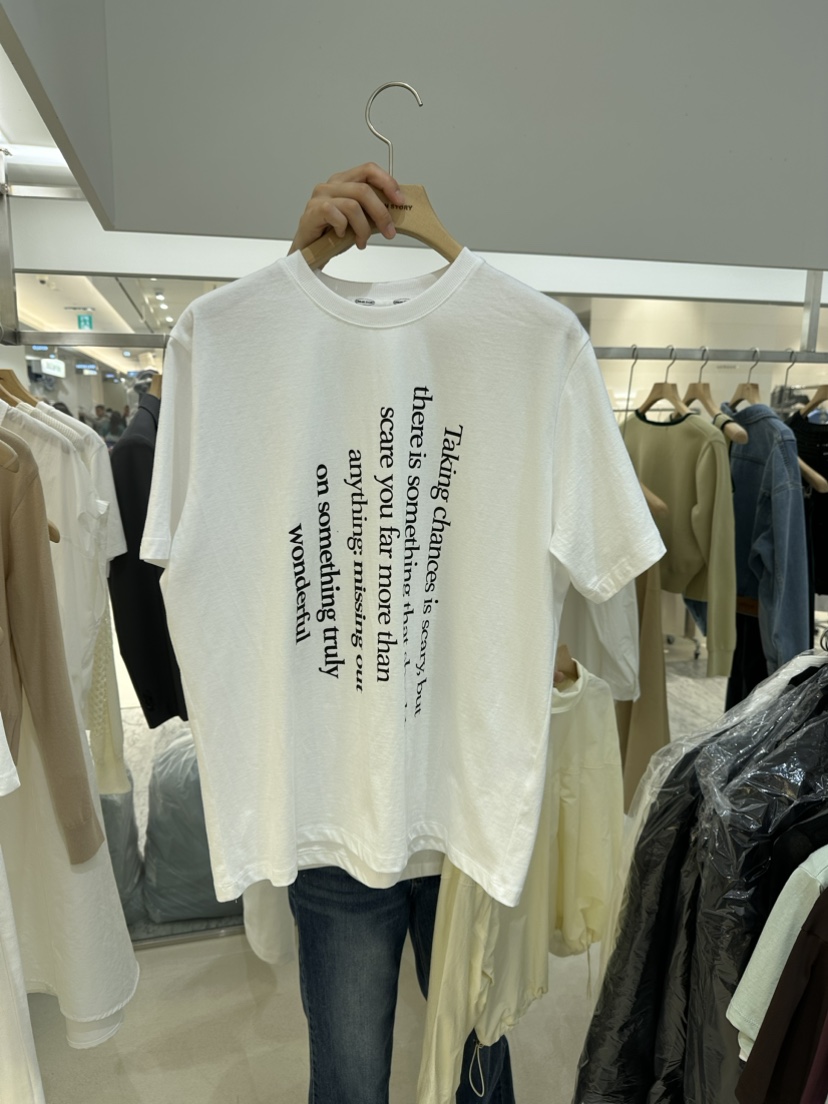 Taking chances is scary, but
there is something that
scare you far more than
anything: missing out
on something truly
wonderful